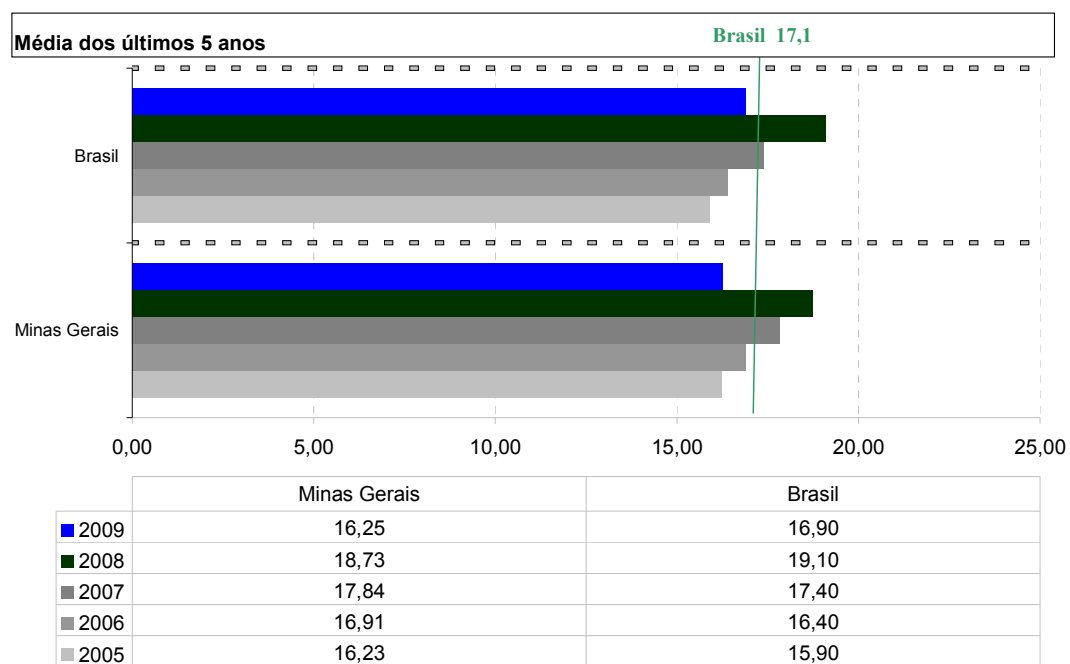 Média dos últimos 5 anos
Brasil 17,1
Brasil
Minas Gerais
0,00 5,00 10,00 15,00 20,00 25,00
Minas Gerais Brasil
2009 16,25 16,90
2008 18,73 19,10
2007 17,84 17,40
2006 16,91 16,40
2005 16,23 15,90